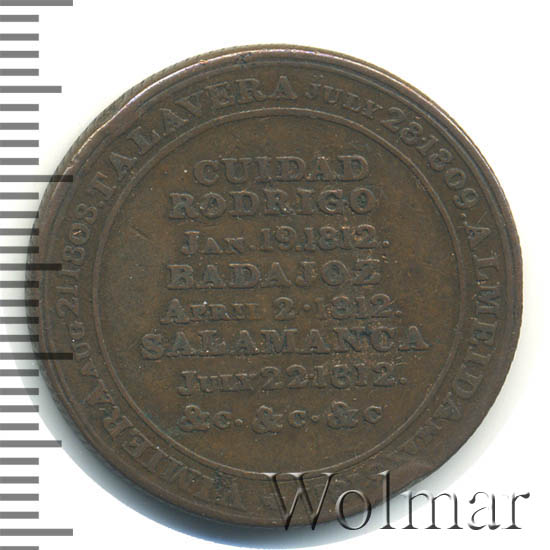 CUIDAD
RODRIGO
JAN. 19.1812.
BADAJOZ
APRIL 2.1812.
SALAMANCA
JULY 22.1812.
&c. &c. &c
VIMIERA AUG 21.1808. TALAVERA JULY 28.1809. ALMEIDA
Wolmar